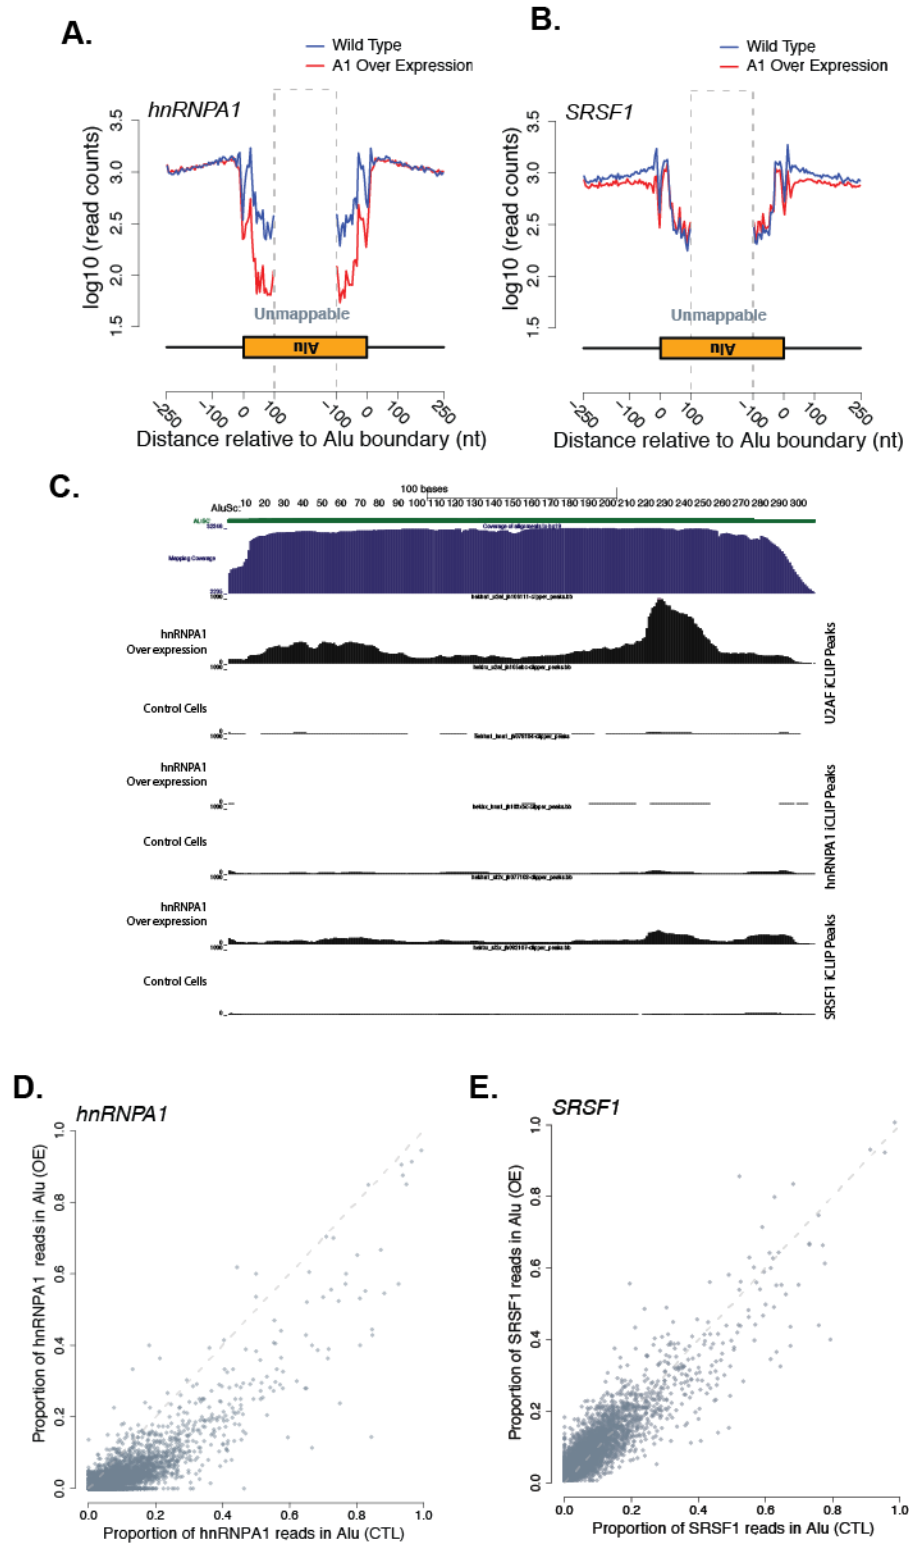 A.
Wild Type
A1 Over Expression
hnRNPA1
log10 (read counts)
3.5
3.0
2.5
2.0
1.5
Unmappable
Alu
-250
-100
0
100
-100
0
100
250
Distance relative to Alu boundary (nt)
B.
Wild Type
A1 Over Expression
SRSF1
log10 (read counts)
3.5
3.0
2.5
2.0
1.5
Unmappable
Alu
-250
-100
0
100
-100
0
100
250
Distance relative to Alu boundary (nt)
C.
100 bases
AluSc: 10 20 30 40 50 60 70 80 90 100 110 120 130 140 150 160 170 180 190 200 210 220 230 240 250 260 270 280 290 300
Coverage of alignments to hg19
Mapping Coverage
hnRNPA1
Over expression
Control Cells
U2AF iCLIP Peaks
hnRNPA1
Over expression
Control Cells
hnRNPA1 iCLIP Peaks
hnRNPA1
Over expression
Control Cells
SRSF1 iCLIP Peaks
D.
hnRNPA1
Proportion of hnRNPA1 reads in Alu (OE)
1.0
0.8
0.6
0.4
0.2
0.0
0.0 0.2 0.4 0.6 0.8 1.0
Proportion of hnRNPA1 reads in Alu (CTL)
E.
SRSF1
Proportion of SRSF1 reads in Alu (OE)
1.0
0.8
0.6
0.4
0.2
0.0
0.0 0.2 0.4 0.6 0.8 1.0
Proportion of SRSF1 reads in Alu (CTL)